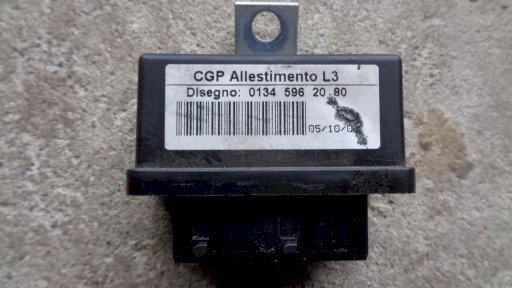 CGP Allestimento L3
Disegno: 0134 596 20 80
05/10/0